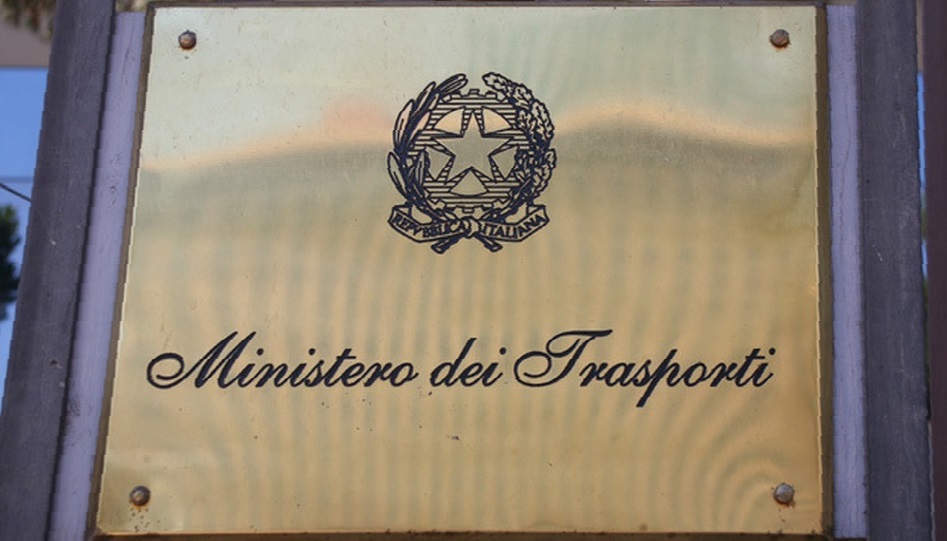 REPVBBLICA ITALIANA
Ministero dei Trasporti